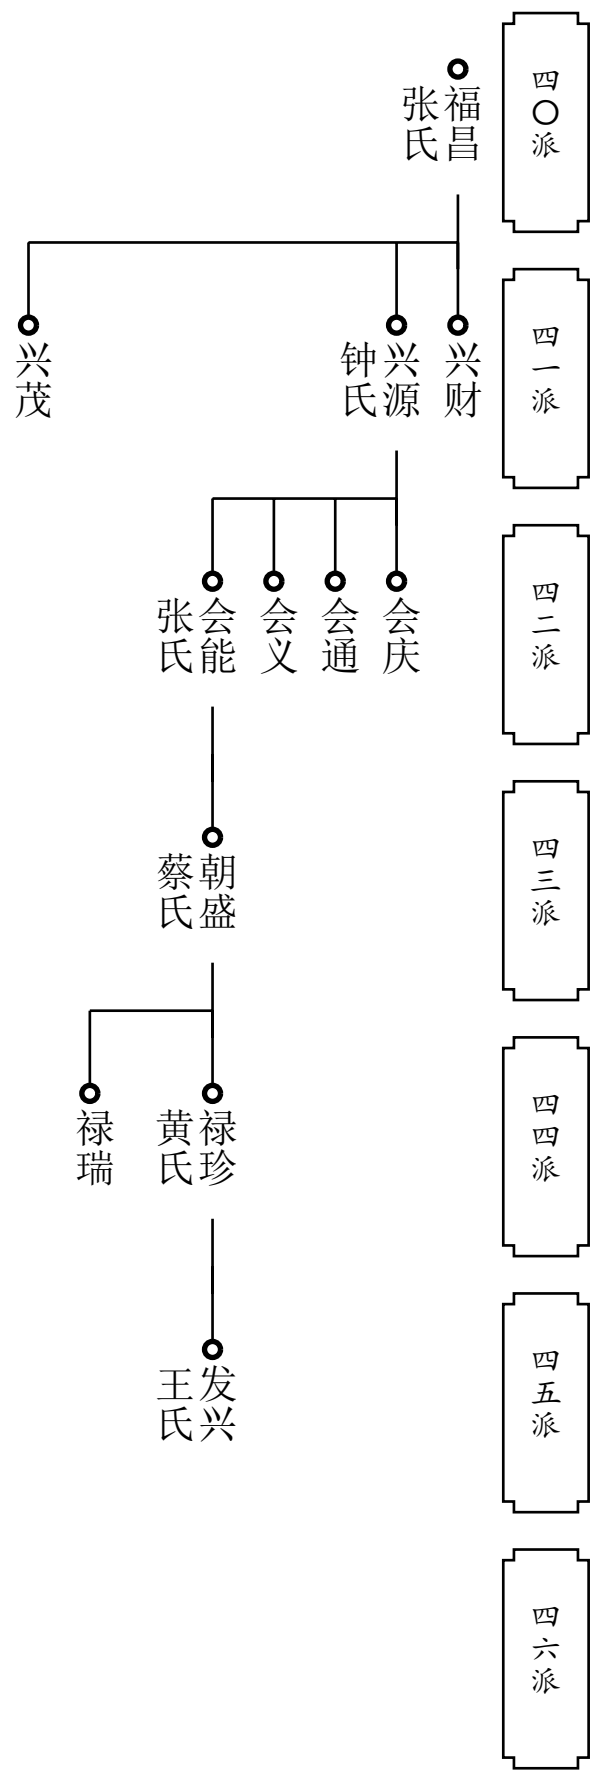 四〇派
福昌
张氏
四一派
兴财
兴源
钟氏
兴茂
四二派
会庆
会通
会义
会能
张氏
四三派
朝盛
蔡氏
四四派
禄珍
黄氏
禄瑞
四五派
发兴
王氏
四六派